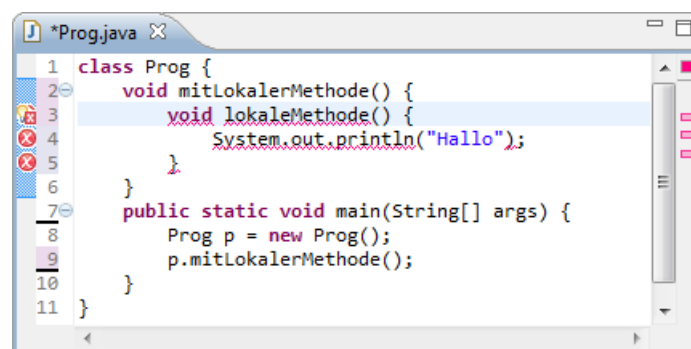 *Prog.java
1 class Prog {
2 void mitLokalerMethode() {
3 void lokaleMethode() {
4 System.out.println("Hallo");
5 }
6 }
7 public static void main(String[] args) {
8 Prog p = new Prog();
9 p.mitLokalerMethode();
10 }
11 }